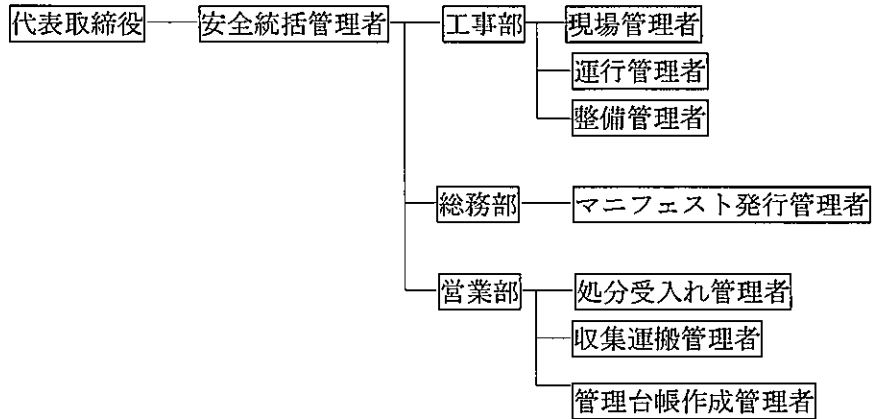 代表取締役 安全統括管理者 工事部 現場管理者
運行管理者
整備管理者
総務部 マニフェスト発行管理者
営業部 処分受入れ管理者
収集運搬管理者
管理台帳作成管理者